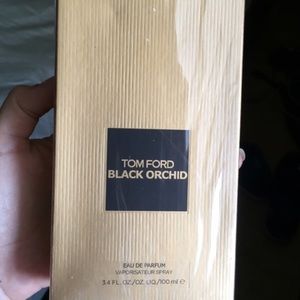 TOM FORD
BLACK ORCHID
EAU DE PARFUM
VAPORISATEUR SPRAY
3.4 FL. OZ./OZ. LIQ./100 ml e